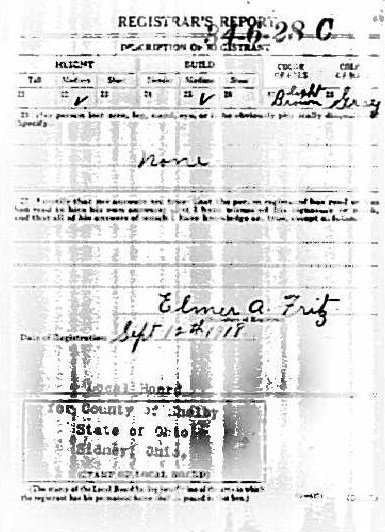 REGISTRAR'S REPORT
34-6-28 C
DESCRIPTION OF REGISTRANT
HEIGHT BUILD COLOR COLOR
Tall Medium Short Slender Medium Stout OF EYES OF HAIR
21 22 ✓ 23 24 25 ✓ 26 27 Light Brown Gray
29. Has person lost arm, leg, hand, eye, or is he obviously physically
Specify.
none
30. I certify that my answers are true; that the person registered has read or has
had read to him his own answers; that I have witnessed his signature or mark,
and that all of his answers of which I have knowledge are true, except as follows:
Elmer A. Fritz
Date of Registration Sept 12th 1918
Local Board
for County of Shelby
State of Ohio
Sidney, Ohio.
(STAMP OF LOCAL BOARD)
(The stamp of the Local Board having jurisdiction of the area in which
the registrant has his permanent home shall be placed in this box.)